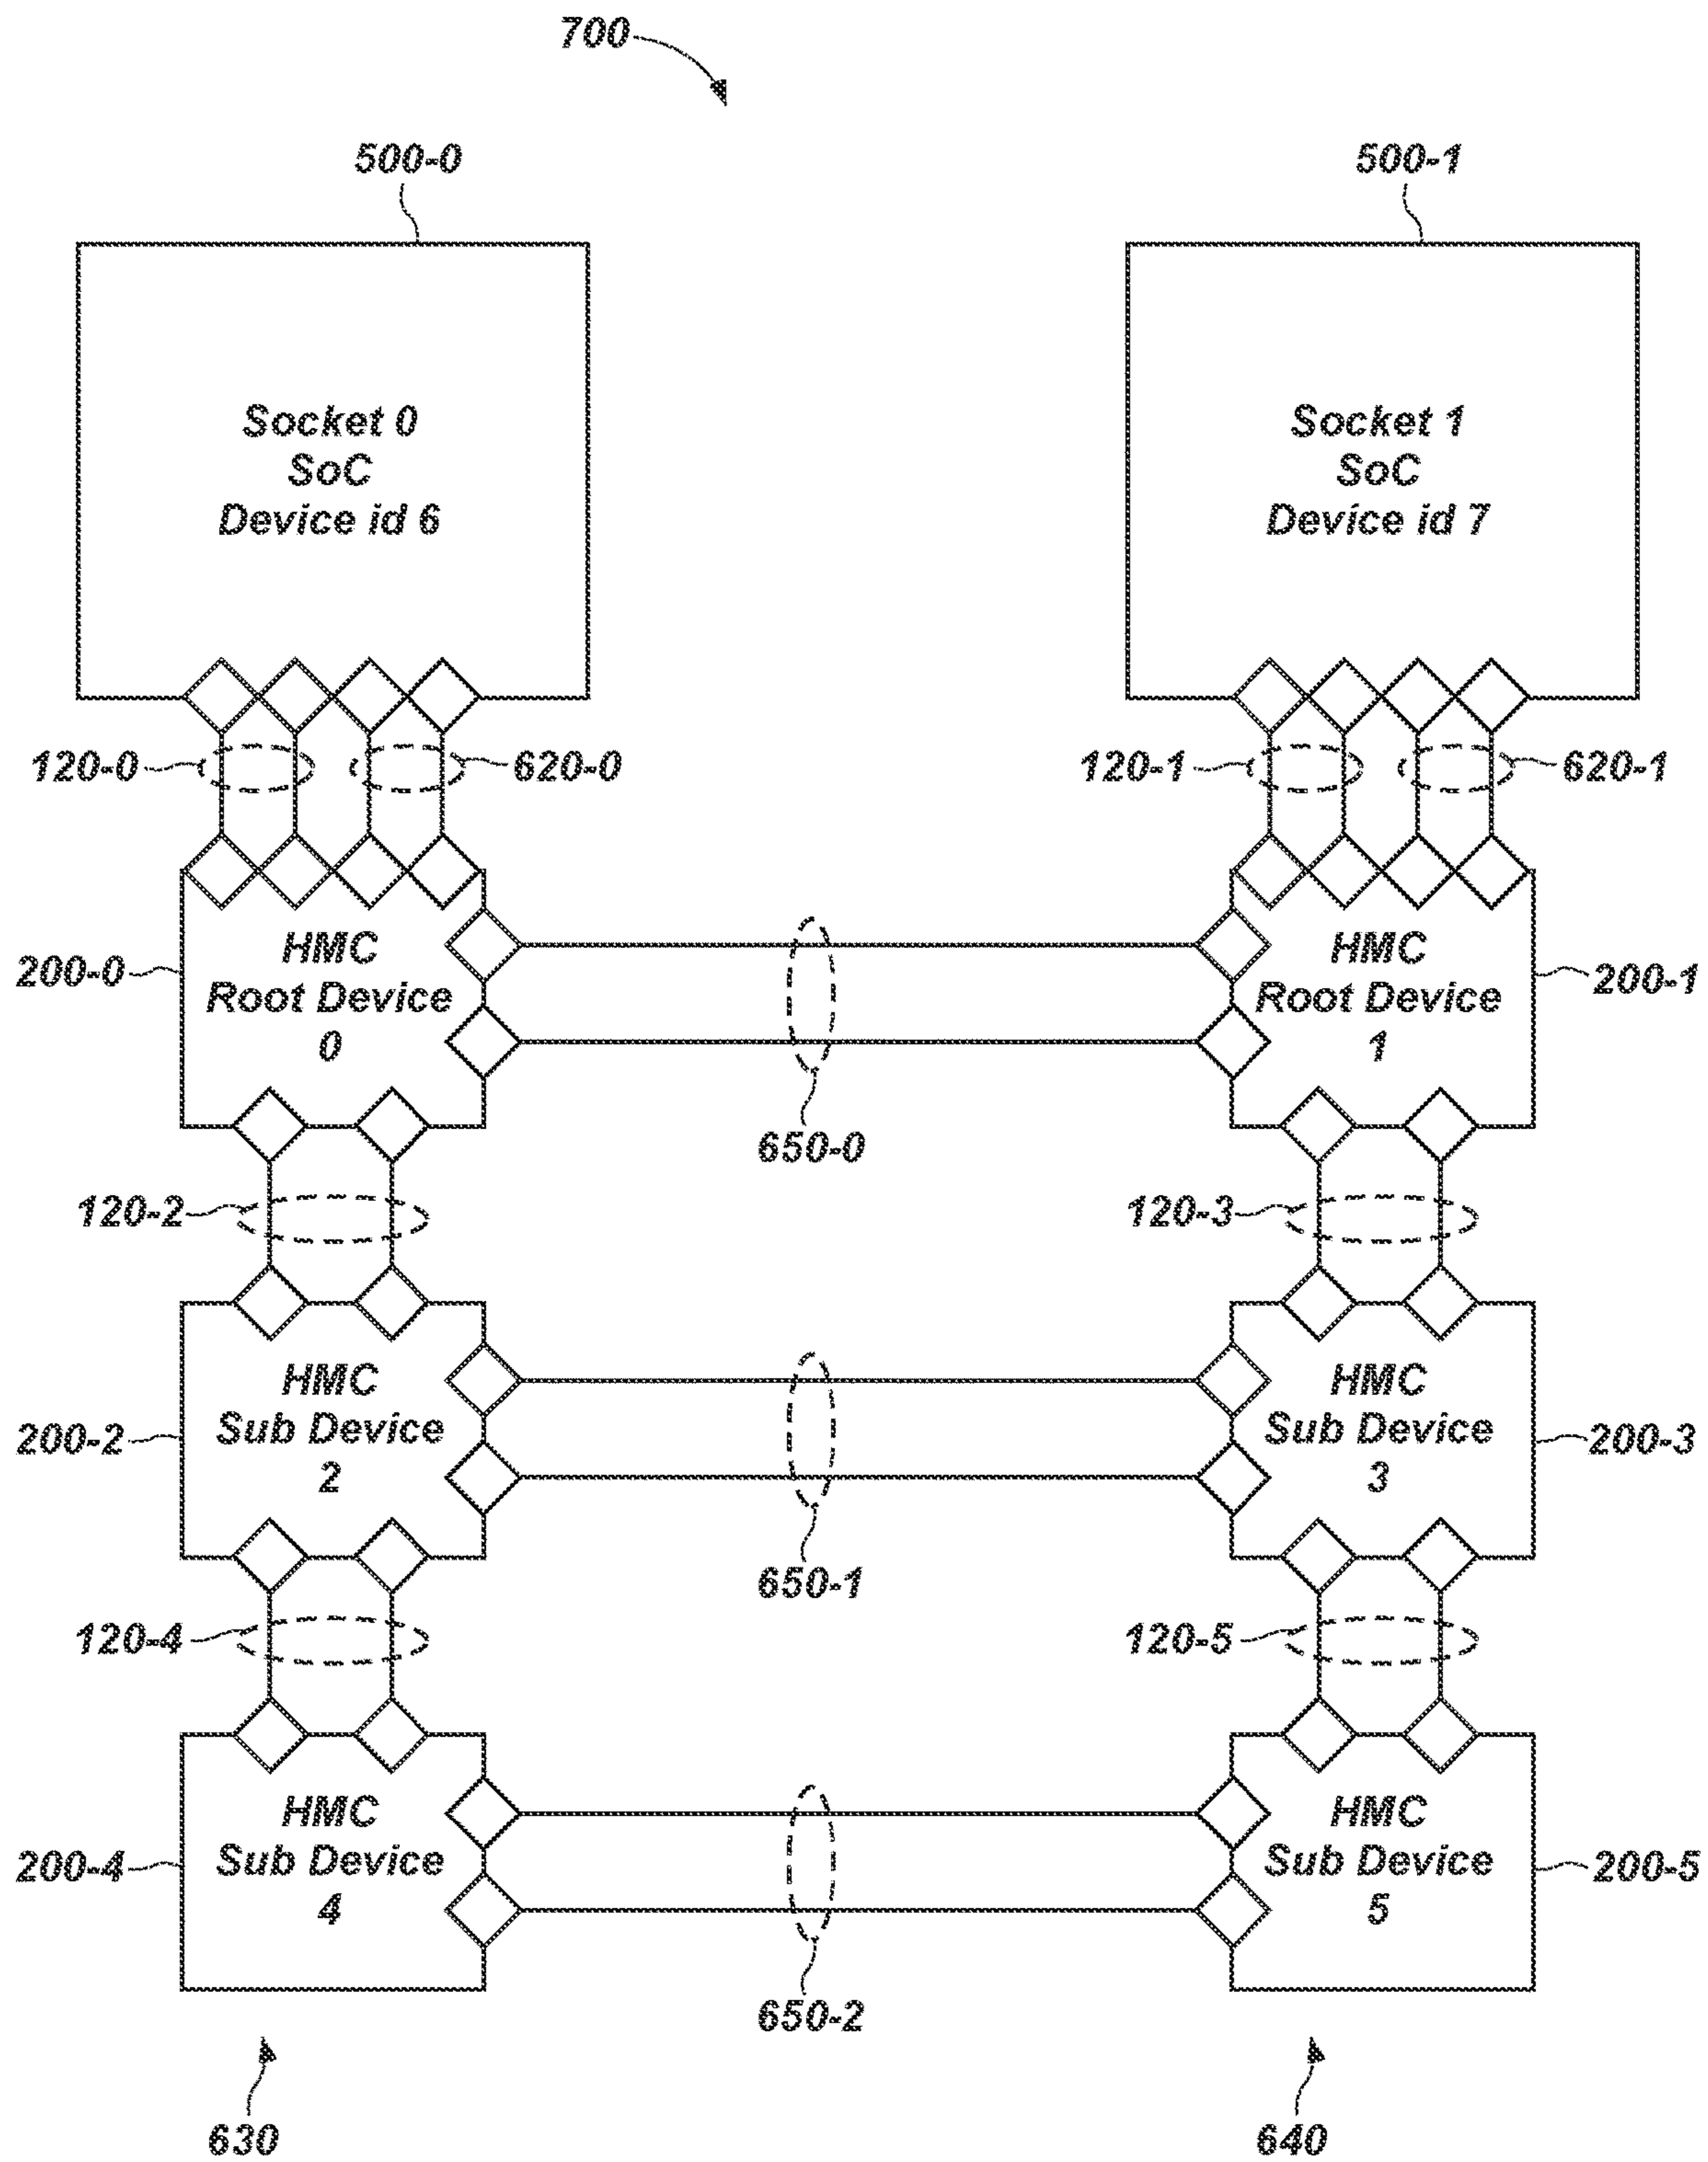 700
500-0
500-1
Socket 0
SoC
Device id 6
Socket 1
SoC
Device id 7
120-0
620-0
120-1
620-1
HMC
Root Device
0
HMC
Root Device
1
200-0
200-1
650-0
120-2
120-3
HMC
Sub Device
2
HMC
Sub Device
3
200-2
200-3
650-1
120-4
120-5
HMC
Sub Device
4
HMC
Sub Device
5
200-4
200-5
650-2
630
640